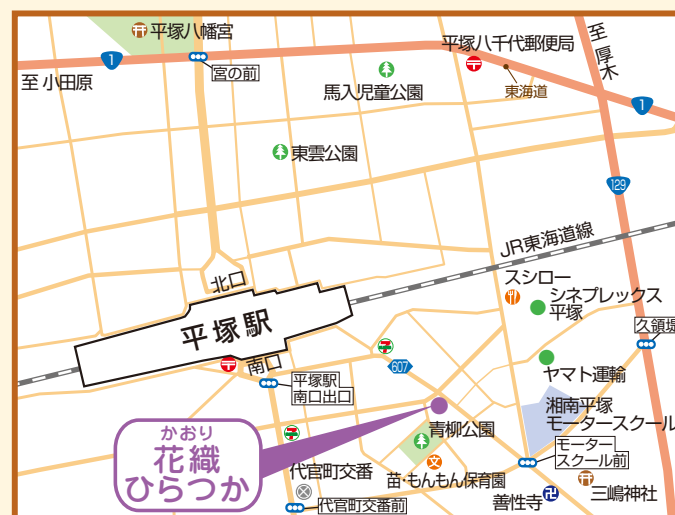 平塚八幡宮
1
至 小田原
宮の前
平塚八千代郵便局
東海道
至 厚木
馬入児童公園
1
東雲公園
129
JR東海道線
北口
平塚駅
南口
スシロー
シネプレックス
平塚
久領堤
607
ヤマト運輸
平塚駅
南口出口
湘南平塚
モータースクール
青柳公園
かおり
花織
ひらつか
文
モーター
スクール前
代官町交番
苗・もんもん保育園
三嶋神社
善性寺
代官町交番前